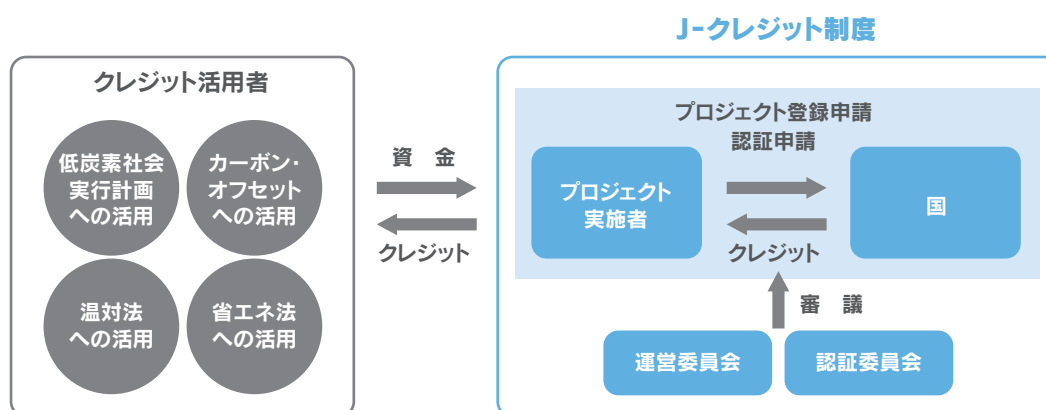 J-クレジット制度
クレジット活用者
低炭素社会
実行計画
への活用
カーボン・
オフセット
への活用
温対法
への活用
省エネ法
への活用
資 金
クレジット
プロジェクト登録申請
認証申請
プロジェクト
実施者
国
クレジット
審 議
運営委員会
認証委員会